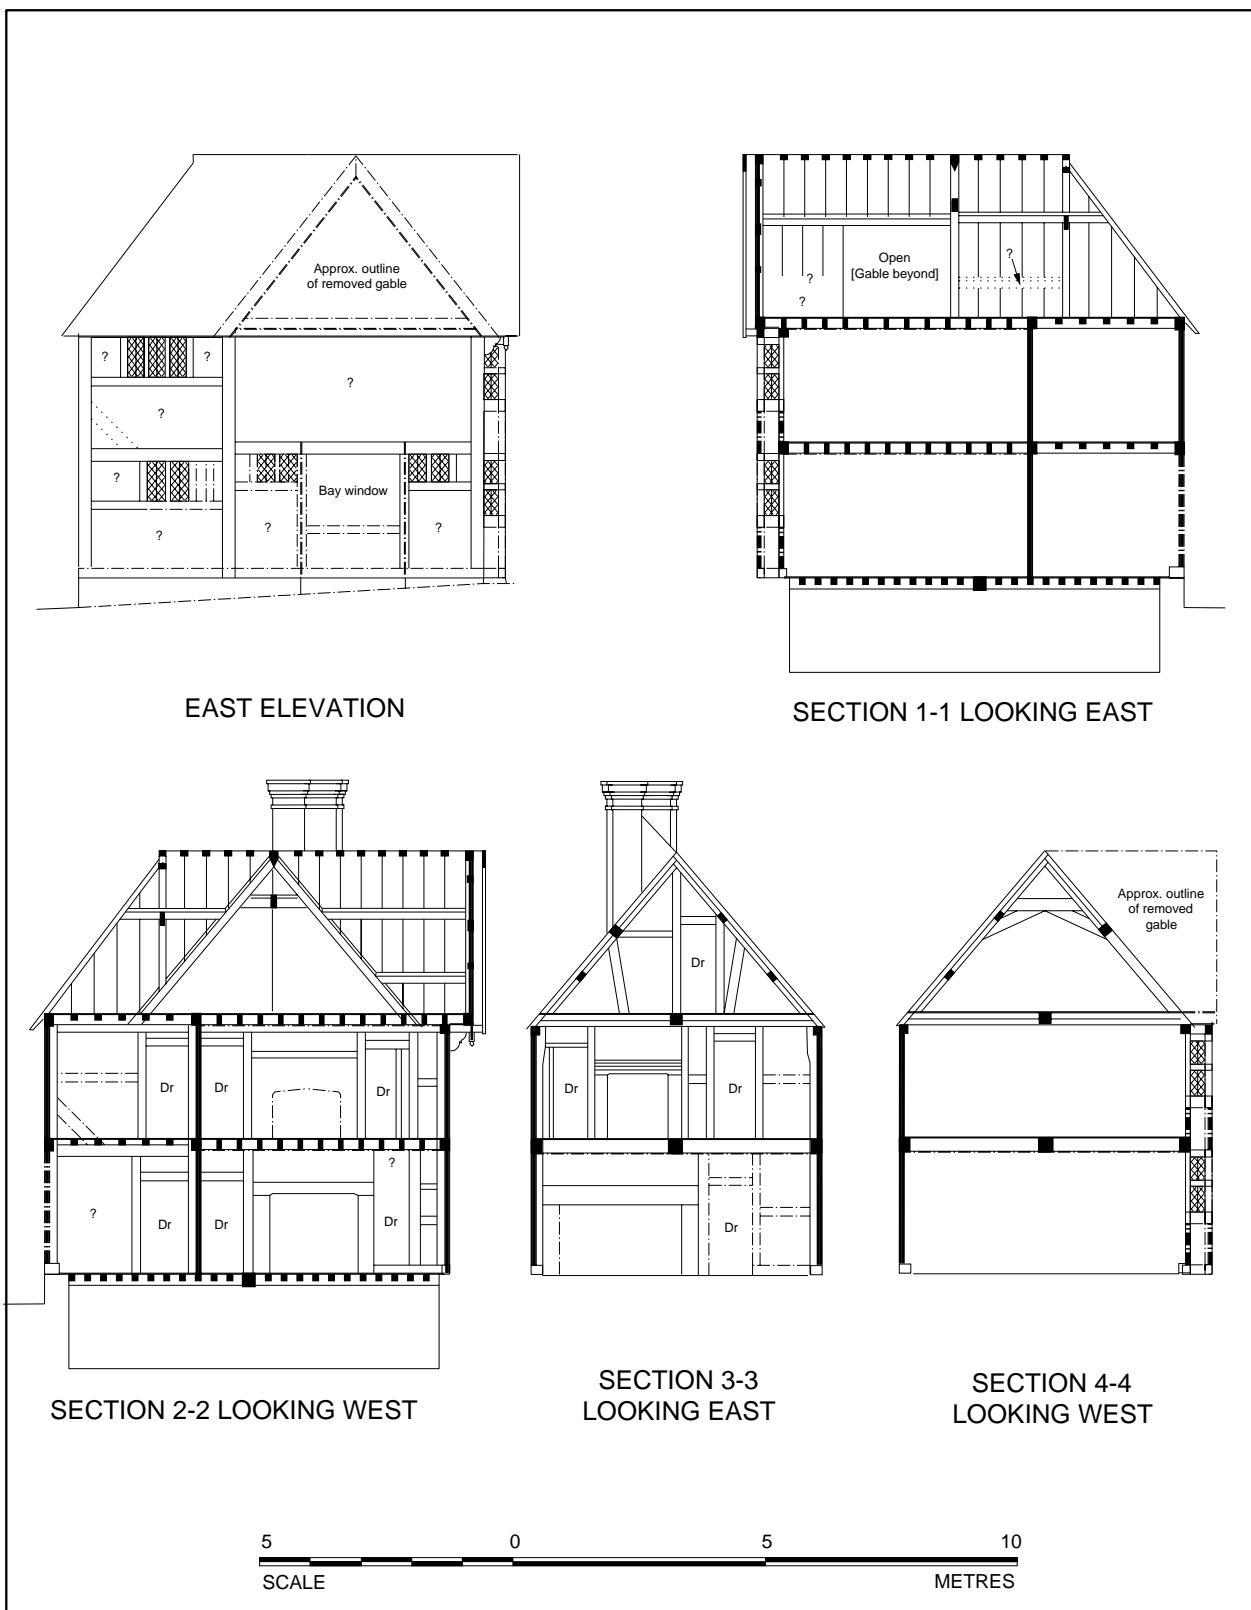 Approx. outline
of removed gable
?
?
?
?
?
Bay window
?
?
?
EAST ELEVATION
Open
[Gable beyond]
?
?
?
SECTION 1-1 LOOKING EAST
Dr
Dr
Dr
?
?
Dr
Dr
Dr
SECTION 2-2 LOOKING WEST
Dr
Dr
Dr
Dr
SECTION 3-3
LOOKING EAST
Approx. outline
of removed
gable
SECTION 4-4
LOOKING WEST
5 0 5 10
SCALE METRES